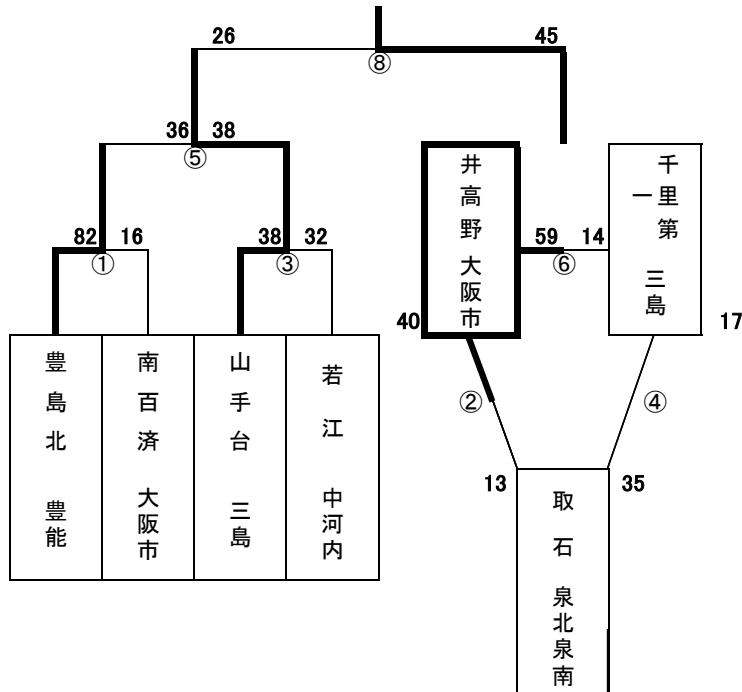 26 45
⑧
36 38
⑤
82 16
①
38 32
③
井高野 大阪市
59 14
⑥
千里第一 三島
40
17
②
④
豊島北 豊能
南百済 大阪市
山手台 三島
若江 中河内
13
35
取石 泉北泉南